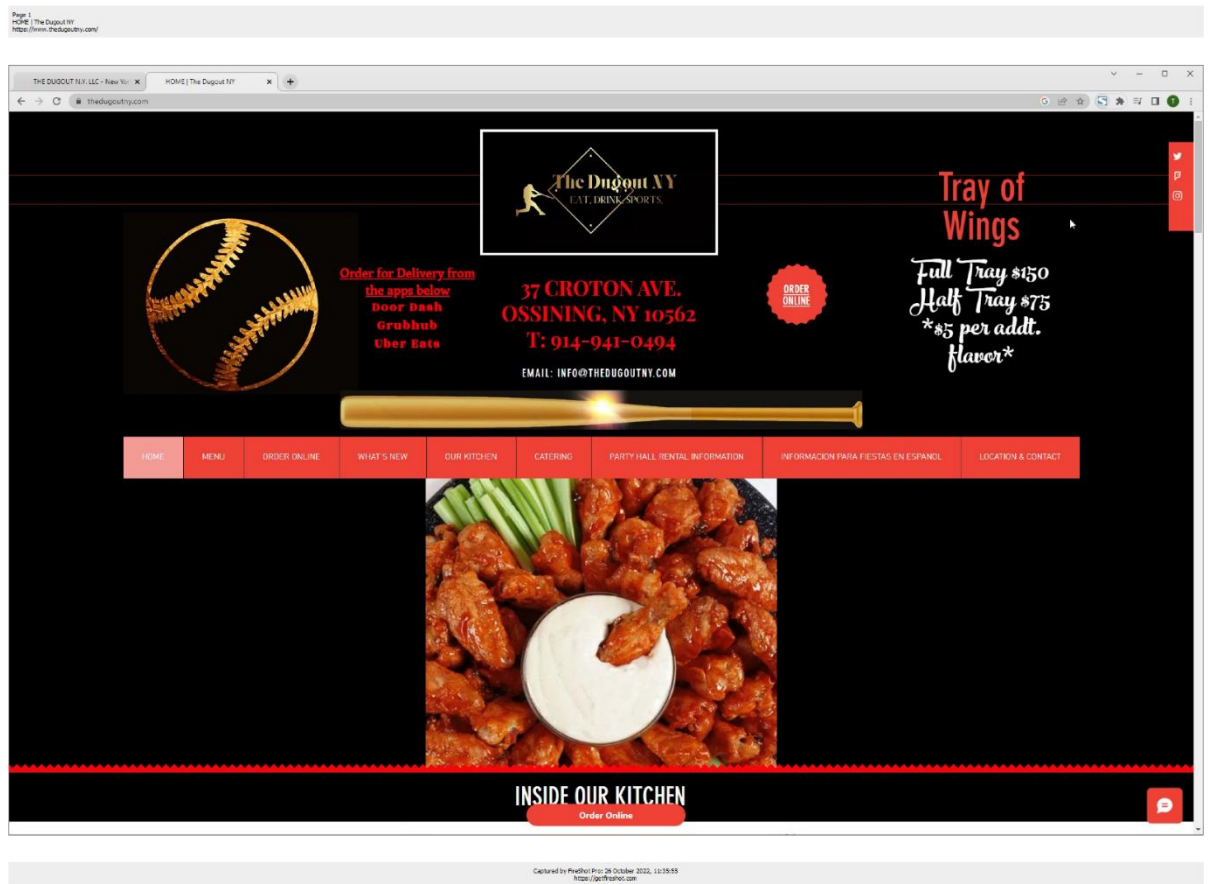 Page 1
HOME | The Dugout NY
https://www.thedugoutny.com/
THE DUGOUT N.Y. LLC - New Yor
HOME | The Dugout NY
thedugoutny.com
The Dugout NY
EAT, DRINK, SPORTS.
Tray of
Wings
Full Tray $150
Half Tray $75
*$5 per addt.
flavor*
Order for Delivery from
the apps below
Door Dash
Grubhub
Uber Eats
37 CROTON AVE.
OSSINING, NY 10562
T: 914-941-0494
EMAIL: INFO@THEDUGOUTNY.COM
ORDER
ONLINE
HOME
MENU
ORDER ONLINE
WHAT'S NEW
OUR KITCHEN
CATERING
PARTY HALL RENTAL INFORMATION
INFORMACION PARA FIESTAS EN ESPANOL
LOCATION & CONTACT
INSIDE OUR KITCHEN
Order Online
Captured by FireShot Pro: 26 October 2022, 11:35:55
https://getfireshot.com